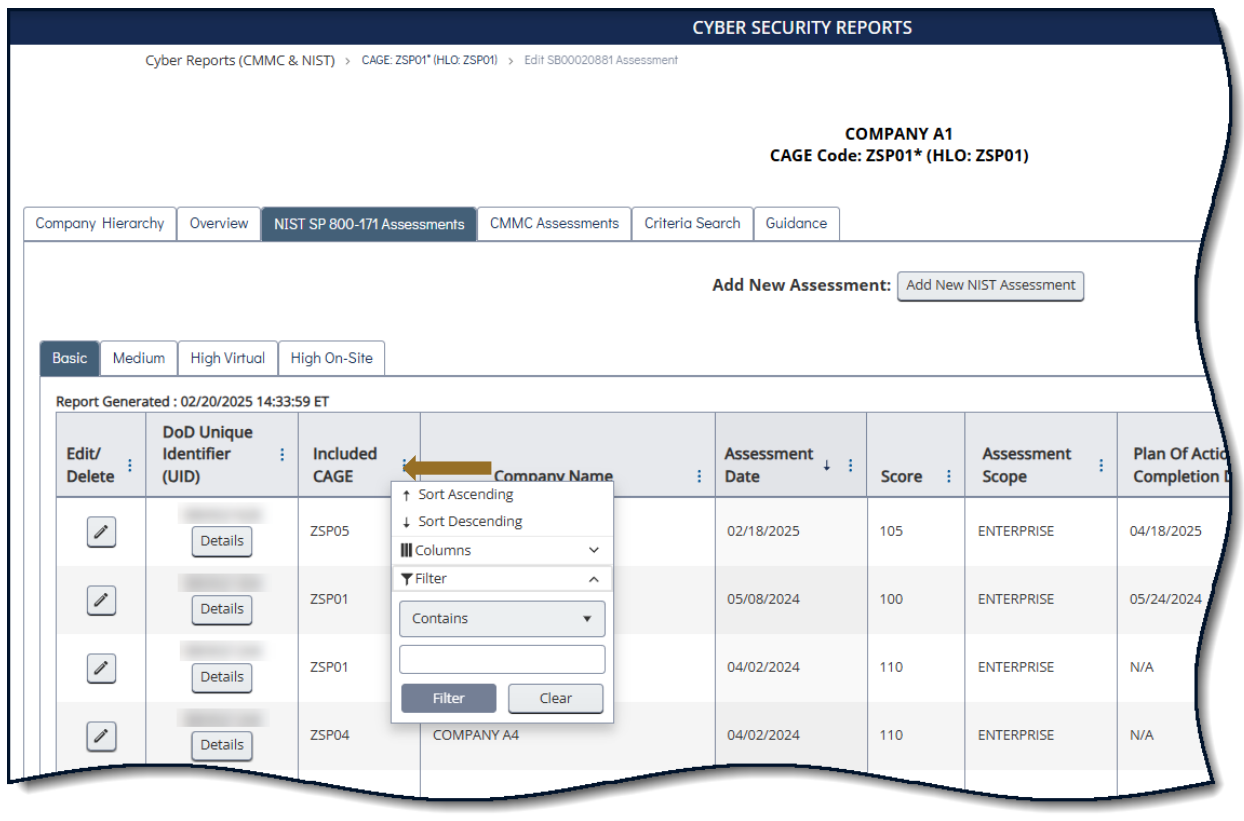 CYBER SECURITY REPORTS
Cyber Reports (CMMC & NIST) > CAGE: ZSP01* (HLO: ZSP01) > Edit SB00020881 Assessment
COMPANY A1
CAGE Code: ZSP01* (HLO: ZSP01)
Company Hierarchy Overview NIST SP 800-171 Assessments CMMC Assessments Criteria Search Guidance
Add New Assessment: Add New NIST Assessment
Basic Medium High Virtual High On-Site
Report Generated : 02/20/2025 14:33:59 ET
Edit/ Delete
DoD Unique Identifier (UID)
Included CAGE
Company Name
Assessment Date ↓
Score
Assessment Scope
Plan Of Actio
Completion D
↑ Sort Ascending
↓ Sort Descending
Columns
Filter
Contains
Filter Clear
Details ZSP05 02/18/2025 105 ENTERPRISE 04/18/2025
Details ZSP01 05/08/2024 100 ENTERPRISE 05/24/2024
Details ZSP01 04/02/2024 110 ENTERPRISE N/A
Details ZSP04 COMPANY A4 04/02/2024 110 ENTERPRISE N/A